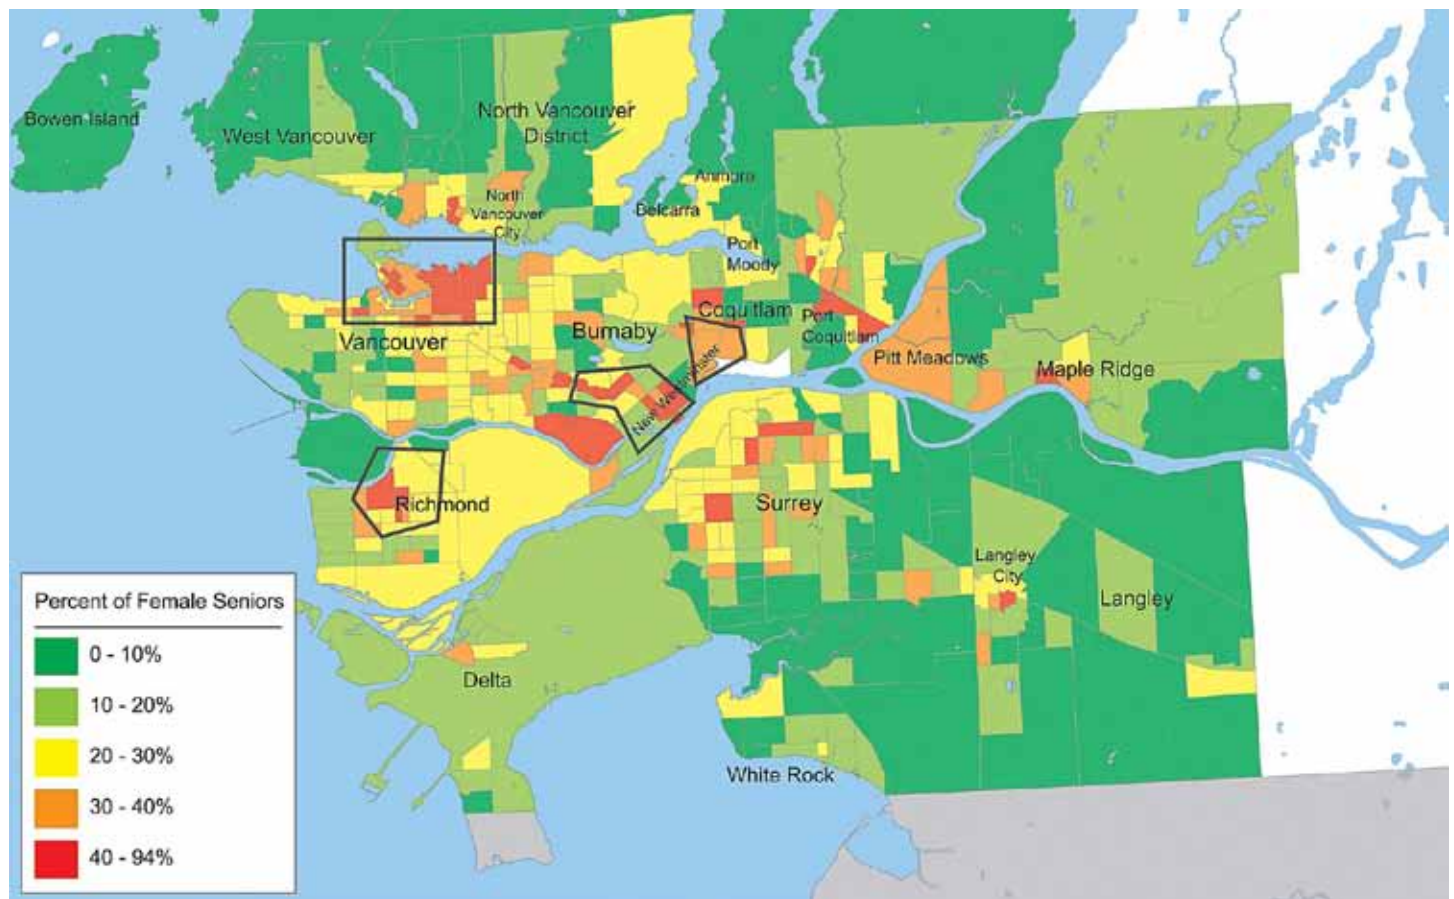 Bowen Island
West Vancouver
North Vancouver
District
Anmora
Belcarra
North
Vancouver
City
Port
Moody
Vancouver
Burnaby
Coquitlam
Port
Coquitlam
Pitt Meadows
Maple Ridge
New Westminster
Richmond
Surrey
Langley
City
Langley
Delta
White Rock
Percent of Female Seniors
0 - 10%
10 - 20%
20 - 30%
30 - 40%
40 - 94%